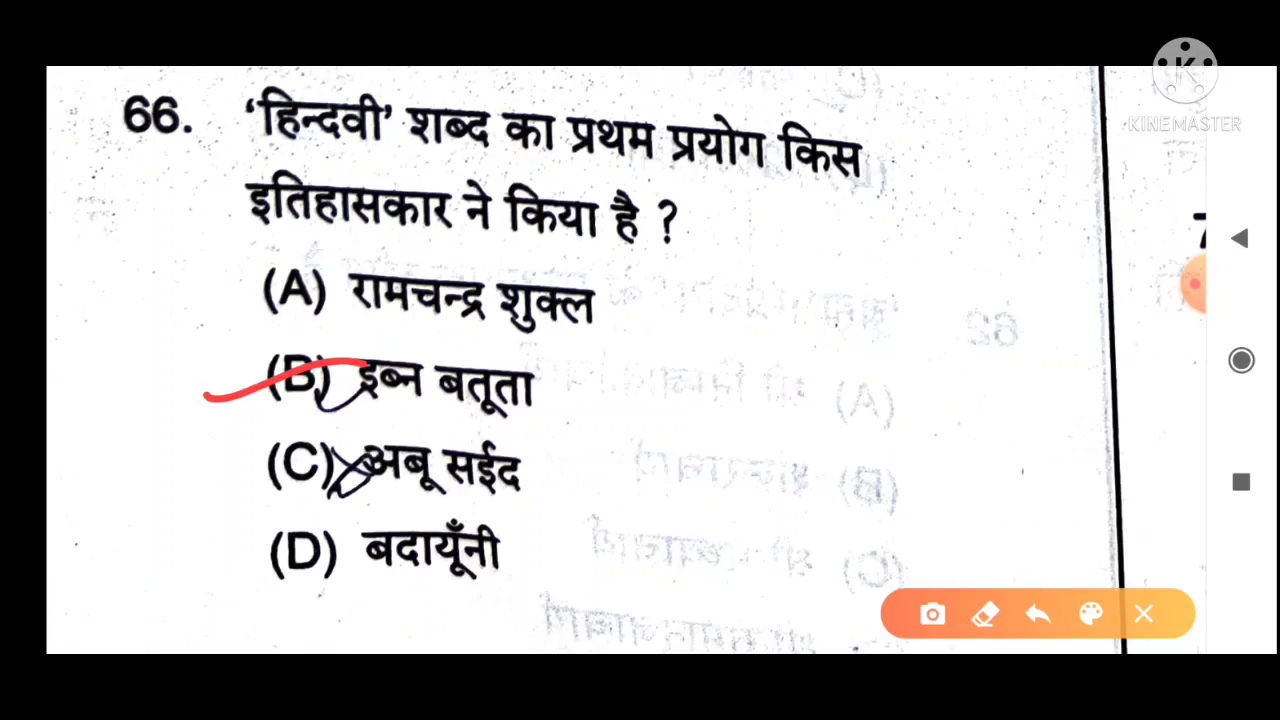 KINEMASTER
66. 'हिन्दवी' शब्द का प्रथम प्रयोग किस
इतिहासकार ने किया है ?
(A) रामचन्द्र शुक्ल
(B) इब्न बतूता
(C) अबू सईद
(D) बदायूँनी